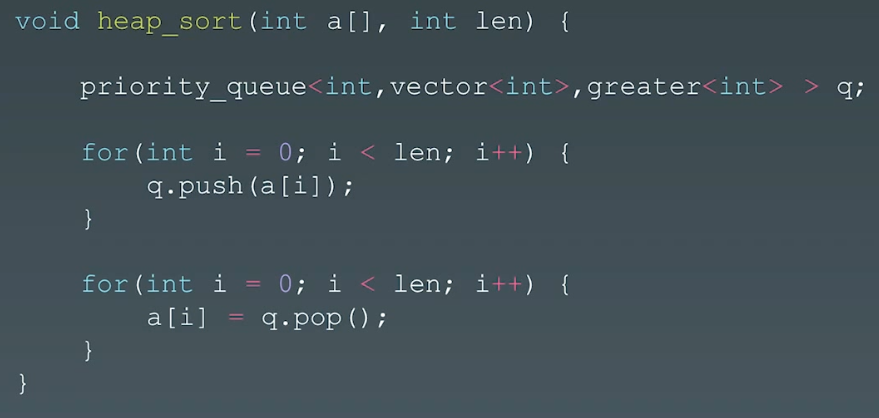 void heap_sort(int a[], int len) {
priority_queue<int,vector<int>,greater<int> > q;
for(int i = 0; i < len; i++) {
q.push(a[i]);
}
for(int i = 0; i < len; i++) {
a[i] = q.pop();
}
}